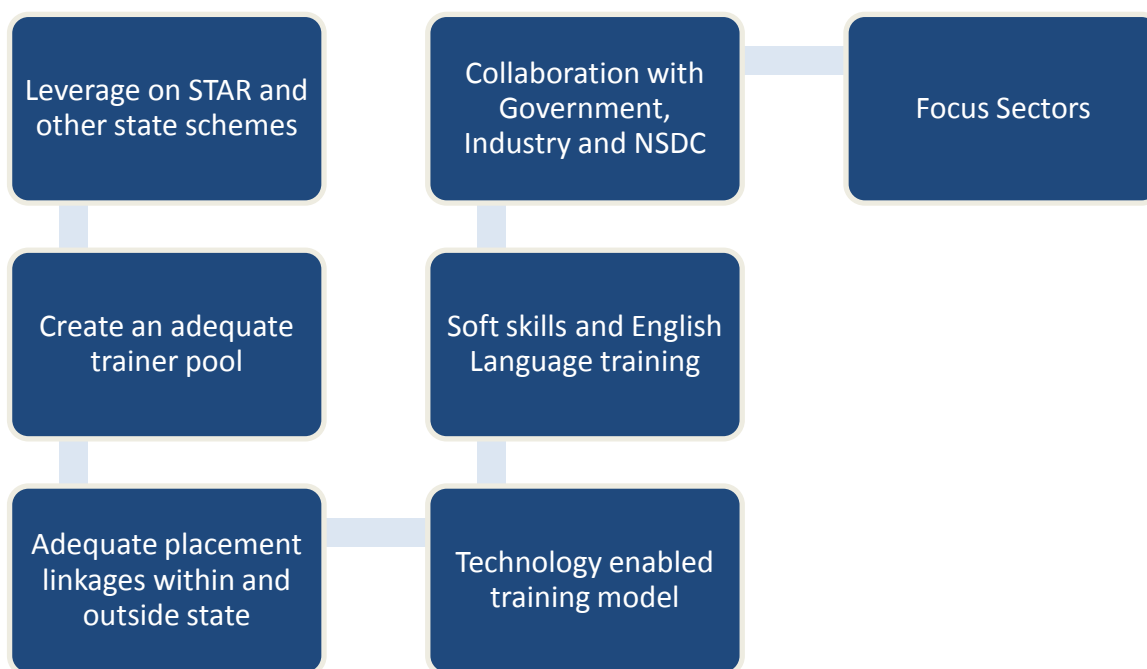 Leverage on STAR and
other state schemes
Create an adequate
trainer pool
Adequate placement
linkages within and
outside state
Technology enabled
training model
Soft skills and English
Language training
Collaboration with
Government,
Industry and NSDC
Focus Sectors